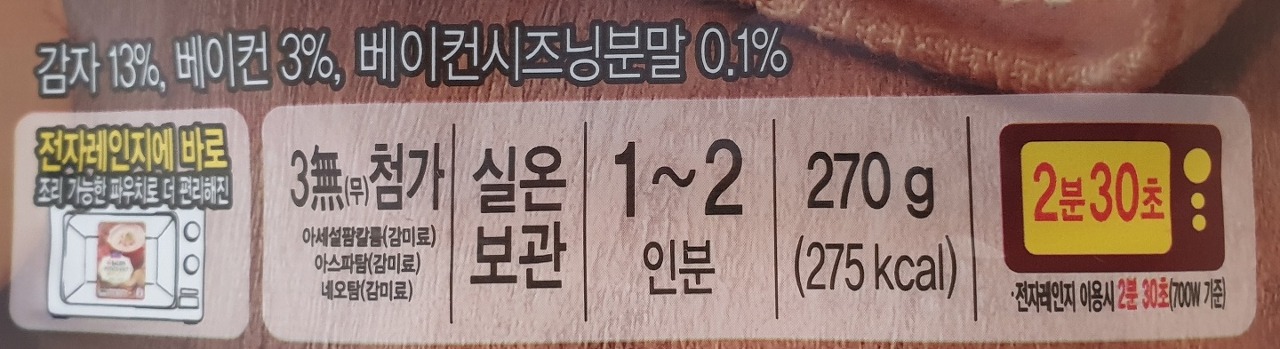 감자 13%, 베이컨 3%, 베이컨시즈닝분말 0.1%
전자레인지에 바로
조리 가능한 파우치로 더 편리해진
3無(무)첨가
아세설팜칼륨(감미료)
아스파탐(감미료)
네오탐(감미료)
실온
보관
1~2
인분
270 g
(275 kcal)
2분30초
·전자레인지 이용시 2분 30초(700W 기준)